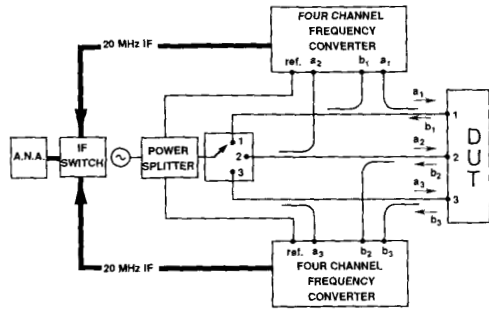 FOUR CHANNEL
FREQUENCY
CONVERTER
20 MHz IF
ref. a₂ b₁ a₁
a₁
1
b₁
A.N.A.
IF
SWITCH
POWER
SPLITTER
1
2
3
a₂
2
b₂
a₃
3
b₃
DUT
ref. a₃ b₂ b₃
20 MHz IF
FOUR CHANNEL
FREQUENCY
CONVERTER